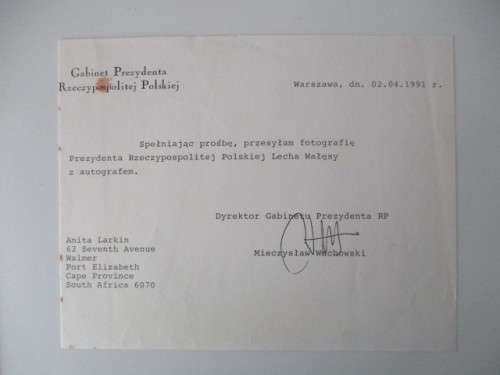 Gabinet Prezydenta
Rzeczypospolitej Polskiej
Warszawa, dn. 02.04.1991 r.
Spełniając prośbę, przesyłam fotografię
Prezydenta Rzeczypospolitej Polskiej Lecha Wałęsy
z autografem.
Dyrektor Gabinetu Prezydenta RP
Mieczysław Wachowski
Anita Larkin
62 Seventh Avenue
Walmer
Port Elizabeth
Cape Province
South Africa 6070